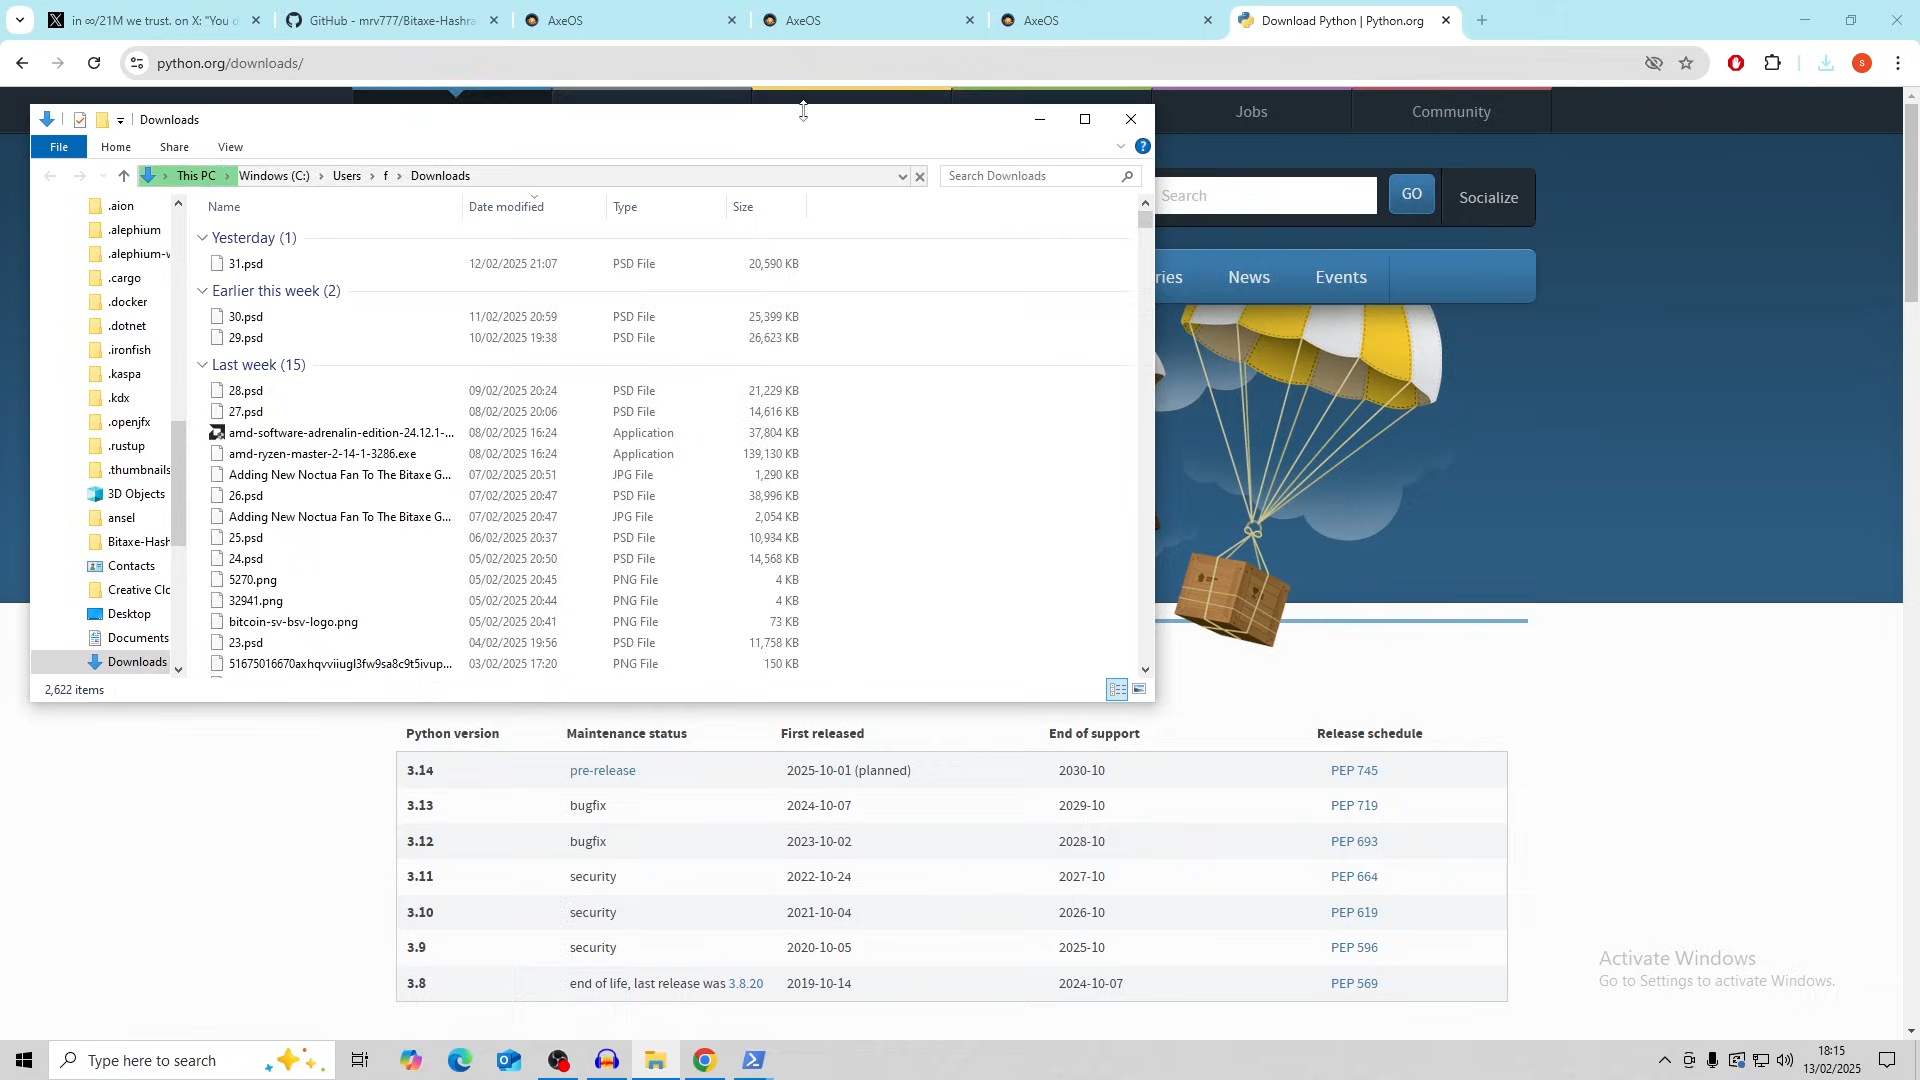 in ∞/21M we trust. on X: "You d
GitHub - mrv777/Bitaxe-Hashra
AxeOS
AxeOS
AxeOS
Download Python | Python.org
python.org/downloads/
S
Jobs
Community
Downloads
File
Home
Share
View
This PC
Windows (C:)
Users
f
Downloads
Search Downloads
Search
GO
Socialize
Name
Date modified
Type
Size
ries
News
Events
.aion
.alephium
.alephium-w
.cargo
.docker
.dotnet
.ironfish
.kaspa
.kdx
.openjfx
.rustup
.thumbnails
3D Objects
ansel
Bitaxe-Hash
Contacts
Creative Clo
Desktop
Documents
Downloads
Yesterday (1)
31.psd 12/02/2025 21:07 PSD File 20,590 KB
Earlier this week (2)
30.psd 11/02/2025 20:59 PSD File 25,399 KB
29.psd 10/02/2025 19:38 PSD File 26,623 KB
Last week (15)
28.psd 09/02/2025 20:24 PSD File 21,229 KB
27.psd 08/02/2025 20:06 PSD File 14,616 KB
amd-software-adrenalin-edition-24.12.1-... 08/02/2025 16:24 Application 37,804 KB
amd-ryzen-master-2-14-1-3286.exe 08/02/2025 16:24 Application 139,130 KB
Adding New Noctua Fan To The Bitaxe G... 07/02/2025 20:51 JPG File 1,290 KB
26.psd 07/02/2025 20:47 PSD File 38,996 KB
Adding New Noctua Fan To The Bitaxe G... 07/02/2025 20:47 JPG File 2,054 KB
25.psd 06/02/2025 20:37 PSD File 10,934 KB
24.psd 05/02/2025 20:50 PSD File 14,568 KB
5270.png 05/02/2025 20:45 PNG File 4 KB
32941.png 05/02/2025 20:44 PNG File 4 KB
bitcoin-sv-bsv-logo.png 05/02/2025 20:41 PNG File 73 KB
23.psd 04/02/2025 19:56 PSD File 11,758 KB
51675016670axhqvviiugl3fw9sa8c9t5ivup... 03/02/2025 17:20 PNG File 150 KB
2,622 items
Python version Maintenance status First released End of support Release schedule
3.14 pre-release 2025-10-01 (planned) 2030-10 PEP 745
3.13 bugfix 2024-10-07 2029-10 PEP 719
3.12 bugfix 2023-10-02 2028-10 PEP 693
3.11 security 2022-10-24 2027-10 PEP 664
3.10 security 2021-10-04 2026-10 PEP 619
3.9 security 2020-10-05 2025-10 PEP 596
3.8 end of life, last release was 3.8.20 2019-10-14 2024-10-07 PEP 569
Activate Windows
Go to Settings to activate Windows.
Type here to search
18:15
13/02/2025